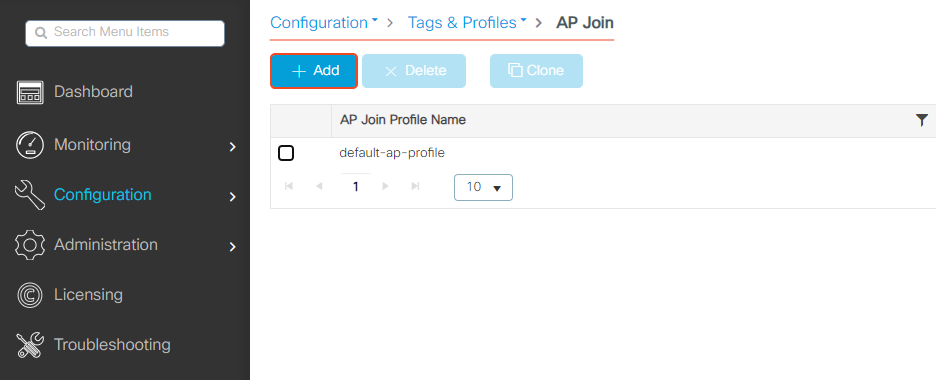 Search Menu Items
Dashboard
Monitoring
Configuration
Administration
Licensing
Troubleshooting
Configuration > Tags & Profiles > AP Join
+ Add × Delete Clone
AP Join Profile Name
default-ap-profile
1 10